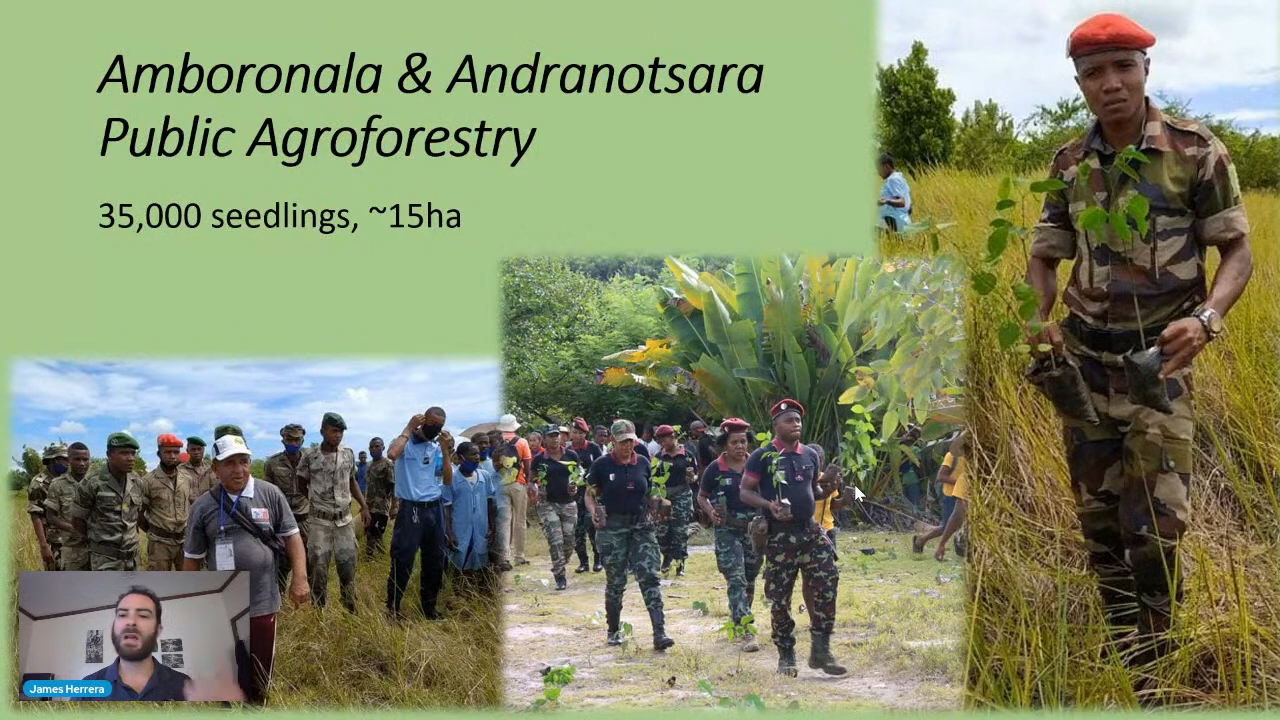 Amboronala & Andranotsara
Public Agroforestry
35,000 seedlings, ~15ha
James Herrera